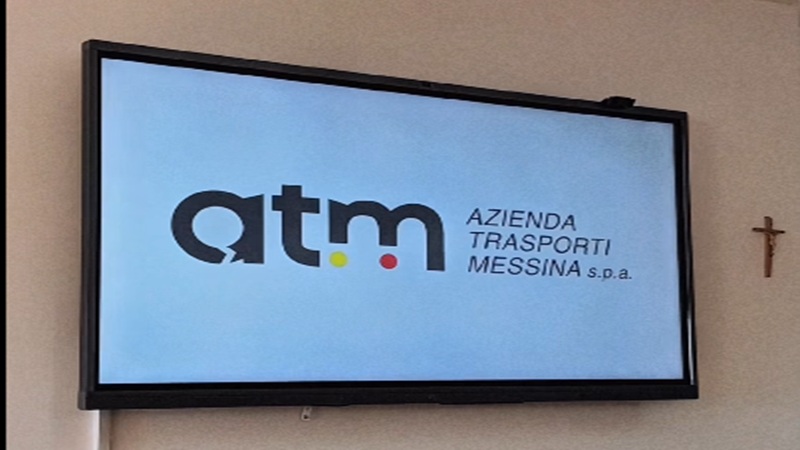 atm
AZIENDA
TRASPORTI
MESSINA s.p.a.